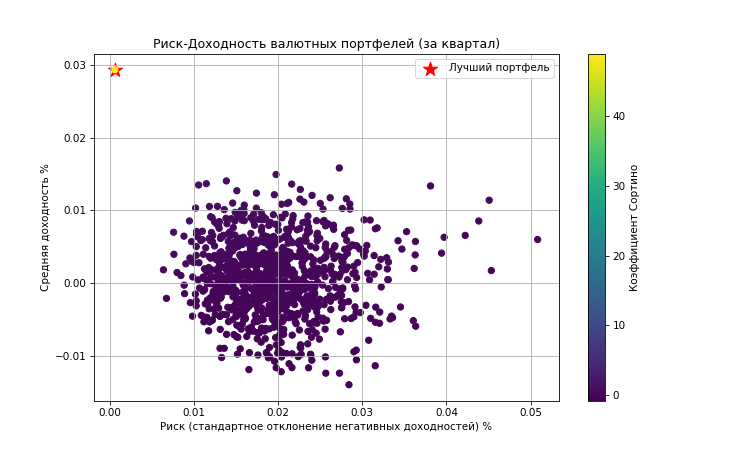 Риск-Доходность валютных портфелей (за квартал)
Лучший портфель
Средняя доходность %
0.03
0.02
0.01
0.00
−0.01
0.00 0.01 0.02 0.03 0.04 0.05
Риск (стандартное отклонение негативных доходностей) %
40
30
20
10
0
Коэффициент Сортино